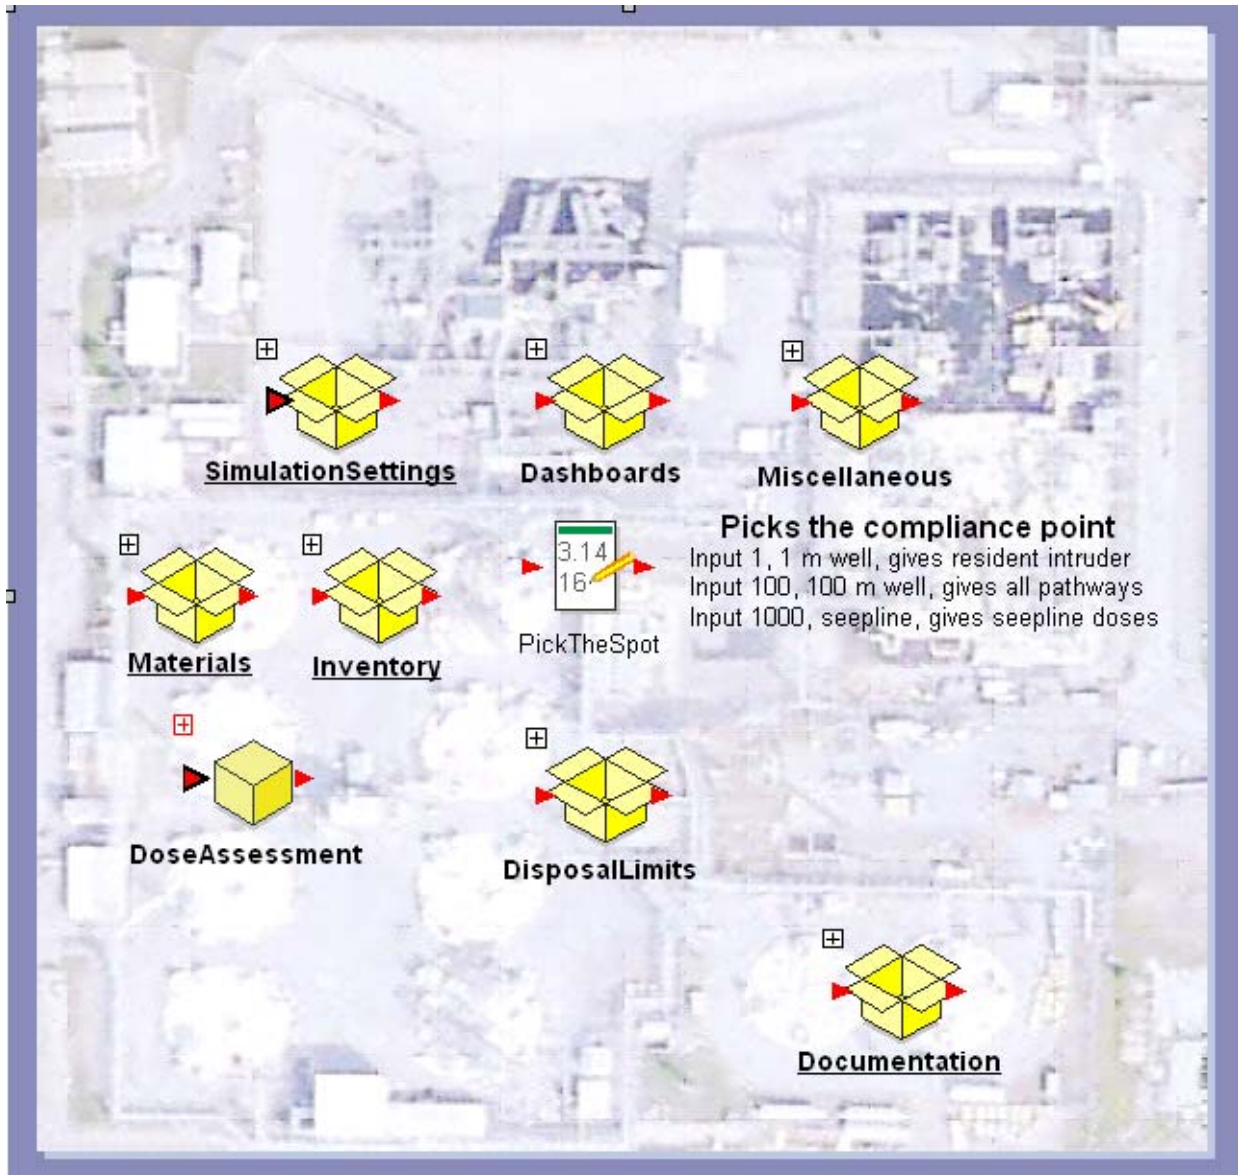 SimulationSettings
Dashboards
Miscellaneous
Picks the compliance point
Input 1, 1 m well, gives resident intruder
Input 100, 100 m well, gives all pathways
Input 1000, seepline, gives seepline doses
3.14
16
PickTheSpot
Materials
Inventory
DoseAssessment
DisposalLimits
Documentation